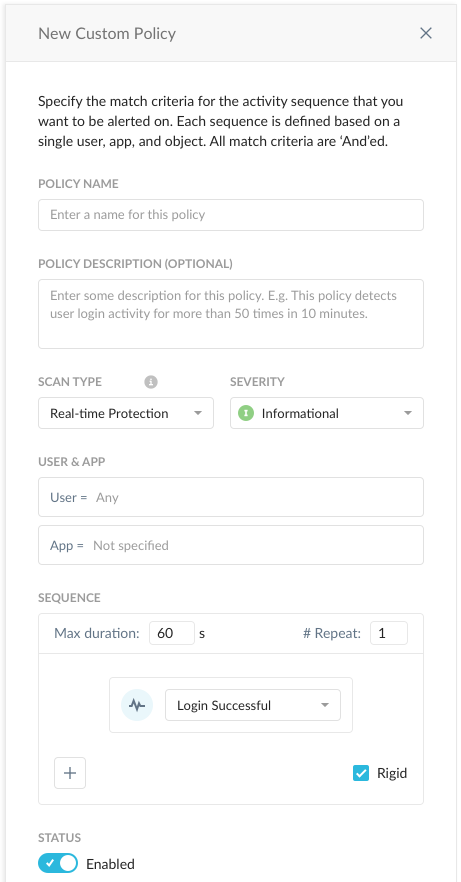 New Custom Policy
Specify the match criteria for the activity sequence that you
want to be alerted on. Each sequence is defined based on a
single user, app, and object. All match criteria are ‘And’ed.
POLICY NAME
Enter a name for this policy
POLICY DESCRIPTION (OPTIONAL)
Enter some description for this policy. E.g. This policy detects
user login activity for more than 50 times in 10 minutes.
SCAN TYPE SEVERITY
Real-time Protection Informational
USER & APP
User = Any
App = Not specified
SEQUENCE
Max duration: 60 s # Repeat: 1
Login Successful
Rigid
STATUS
Enabled